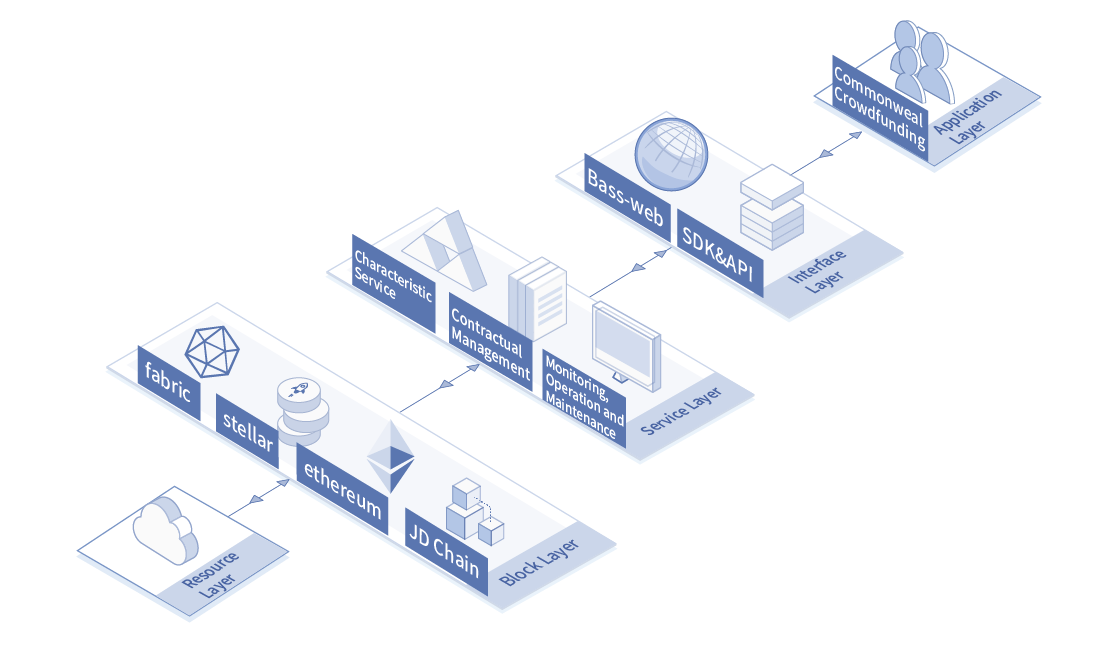 Commonweal
Crowdfunding
Application
Layer
Bass-web
SDK&API
Interface
Layer
Characteristic
Service
Contractual
Management
Monitoring,
Operation and
Maintenance
Service Layer
fabric
stellar
ethereum
JD Chain
Block Layer
Resource
Layer